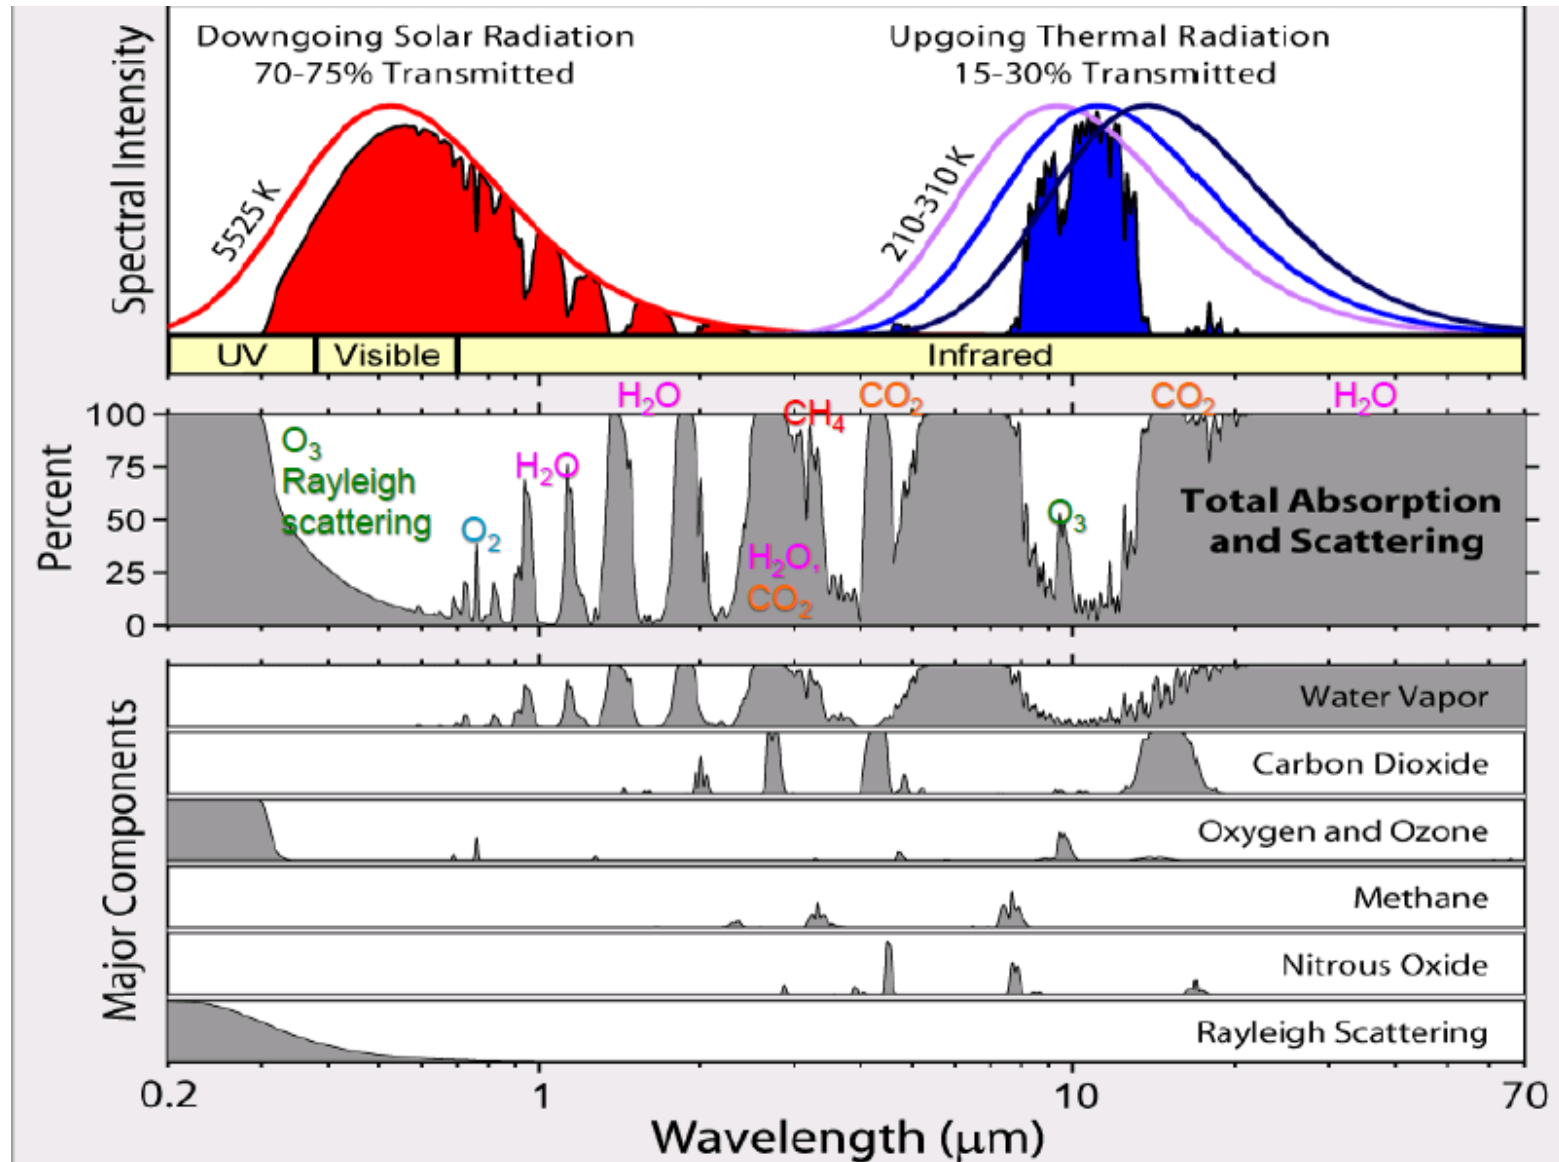 Downgoing Solar Radiation
70-75% Transmitted
Upgoing Thermal Radiation
15-30% Transmitted
Spectral Intensity
5525 K
210-310 K
UV
Visible
Infrared
H₂O
CH₄
CO₂
CO₂
H₂O
Percent
100
75
50
25
0
O₃
Rayleigh
scattering
O₂
H₂O
H₂O,
CO₂
O₃
Total Absorption
and Scattering
Major Components
Water Vapor
Carbon Dioxide
Oxygen and Ozone
Methane
Nitrous Oxide
Rayleigh Scattering
0.2
1
10
70
Wavelength (μm)